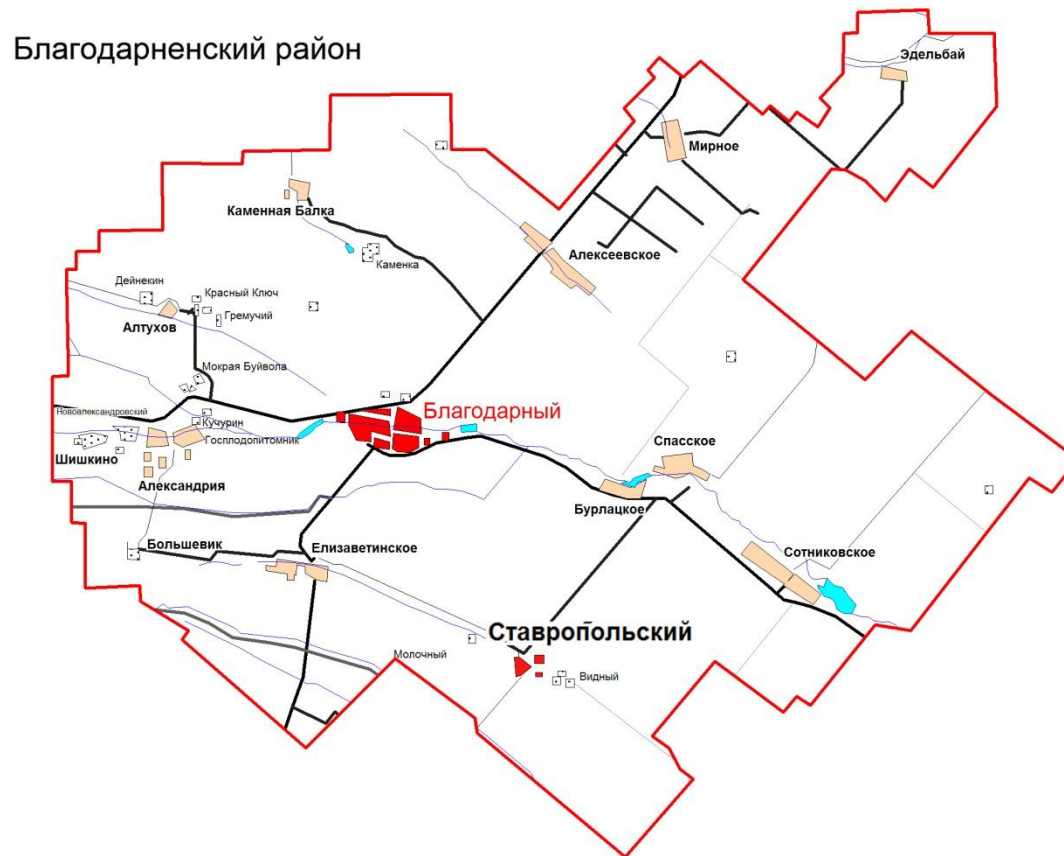 Благодарненский район
Эдельбай
Мирное
Каменная Балка
Алексеевское
Каменка
Дейнекин
Красный Ключ
Гремучий
Алтухов
Мокрая Буйвола
Нововлександровский
Благодарный
Кучурин
Госплодопитомник
Шишкино
Александрия
Спасское
Бурлацкое
Большевик
Елизаветинское
Сотниковское
Ставропольский
Молочный
Видный